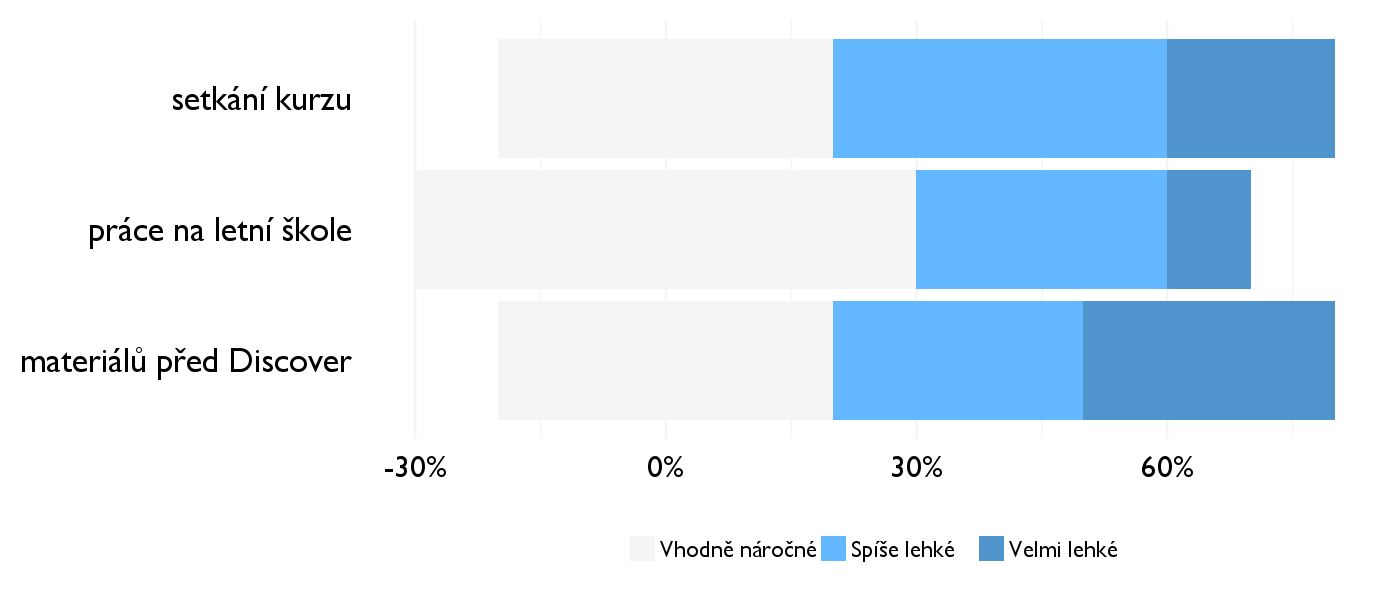 setkání kurzu
práce na letní škole
materiálů před Discover
-30% 0% 30% 60%
Vhodně náročné Spíše lehké Velmi lehké